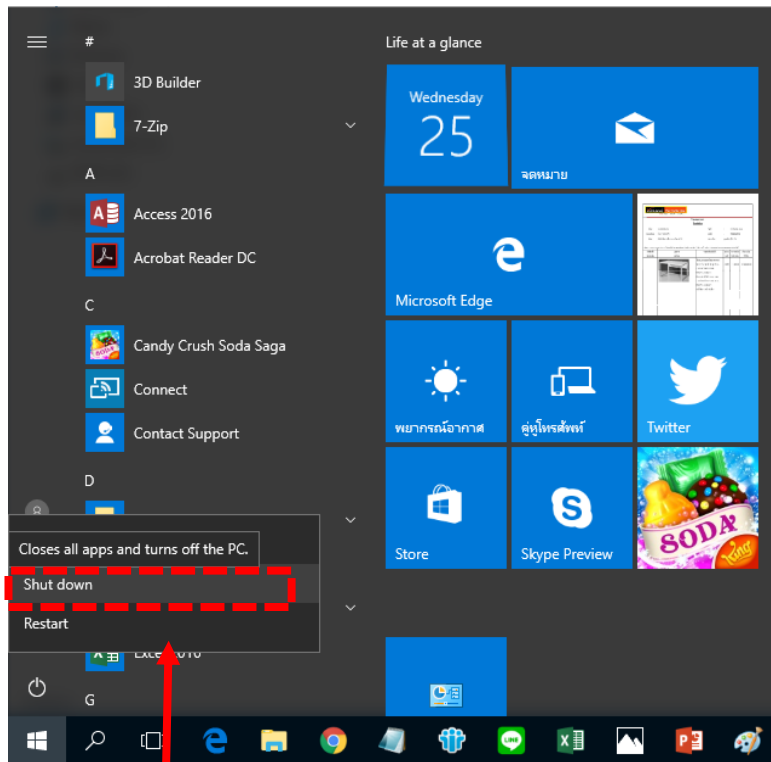 #
3D Builder
7-Zip
A
Access 2016
Acrobat Reader DC
C
Candy Crush Soda Saga
Connect
Contact Support
D
Closes all apps and turns off the PC.
Shut down
Restart
G
Life at a glance
Wednesday
25
จดหมาย
Microsoft Edge
พยากรณ์อากาศ
คู่หูโทรศัพท์
Twitter
Store
Skype Preview
SODA
King
LINE